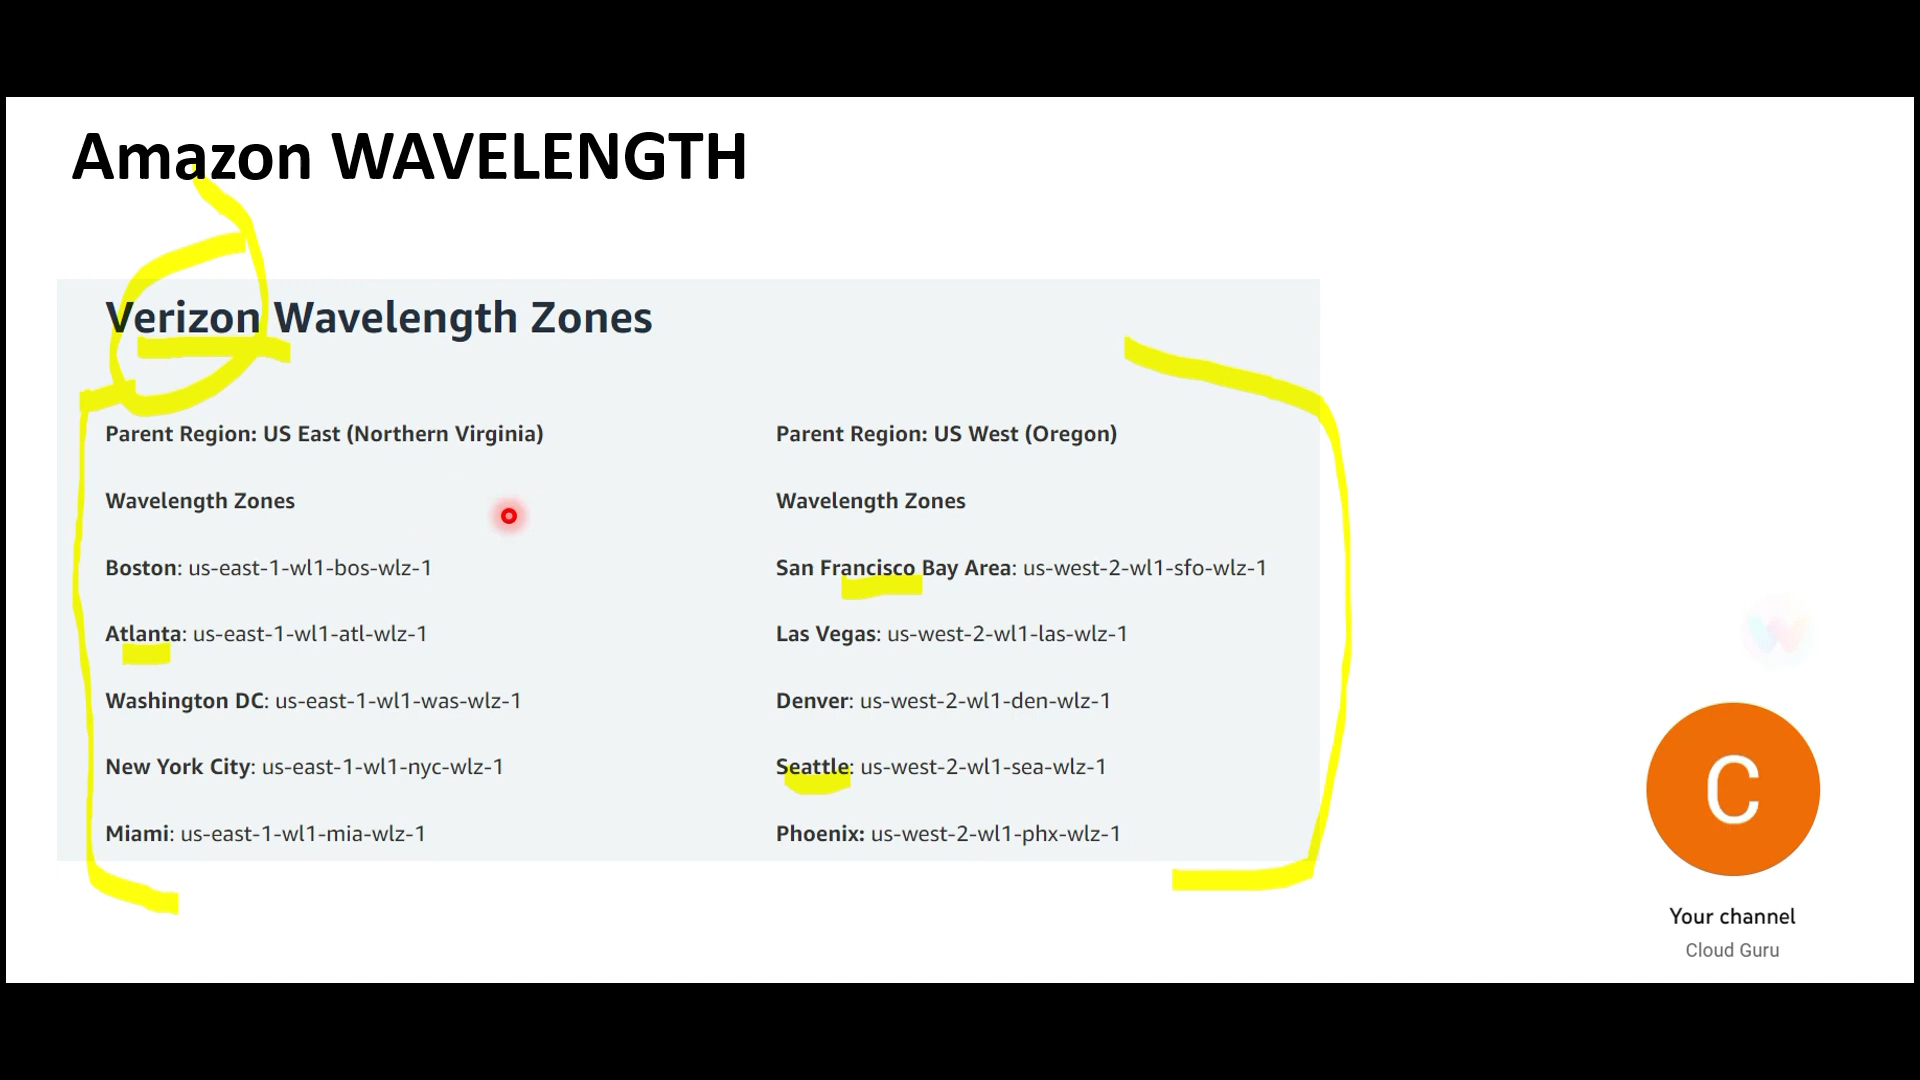 Amazon WAVELENGTH
Verizon Wavelength Zones
Parent Region: US East (Northern Virginia)
Wavelength Zones
Boston: us-east-1-wl1-bos-wlz-1
Atlanta: us-east-1-wl1-atl-wlz-1
Washington DC: us-east-1-wl1-was-wlz-1
New York City: us-east-1-wl1-nyc-wlz-1
Miami: us-east-1-wl1-mia-wlz-1
Parent Region: US West (Oregon)
Wavelength Zones
San Francisco Bay Area: us-west-2-wl1-sfo-wlz-1
Las Vegas: us-west-2-wl1-las-wlz-1
Denver: us-west-2-wl1-den-wlz-1
Seattle: us-west-2-wl1-sea-wlz-1
Phoenix: us-west-2-wl1-phx-wlz-1
W
C
Your channel
Cloud Guru